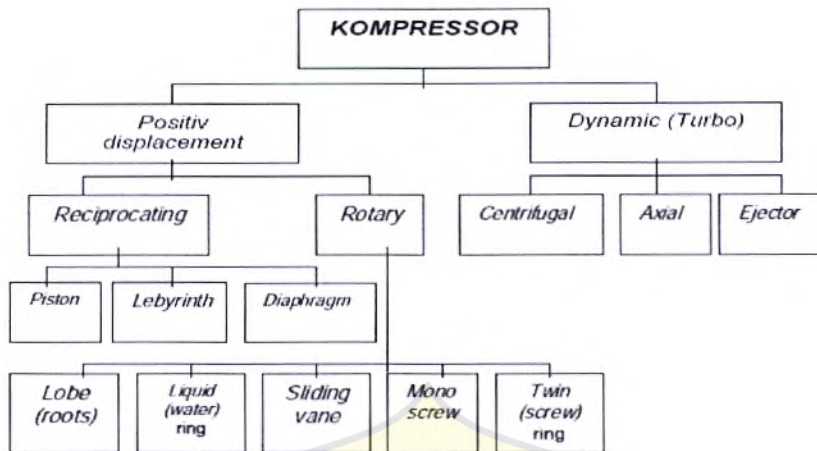 KOMPRESSOR
Positiv
displacement
Dynamic (Turbo)
Reciprocating
Rotary
Centrifugal
Axial
Ejector
Piston
Lebyrinth
Diaphragm
Lobe
(roots)
Liquid
(water)
ring
Sliding
vane
Mono
screw
Twin
(screw)
ring